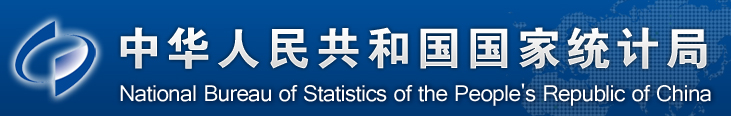 中华人民共和国国家统计局
National Bureau of Statistics of the People's Republic of China